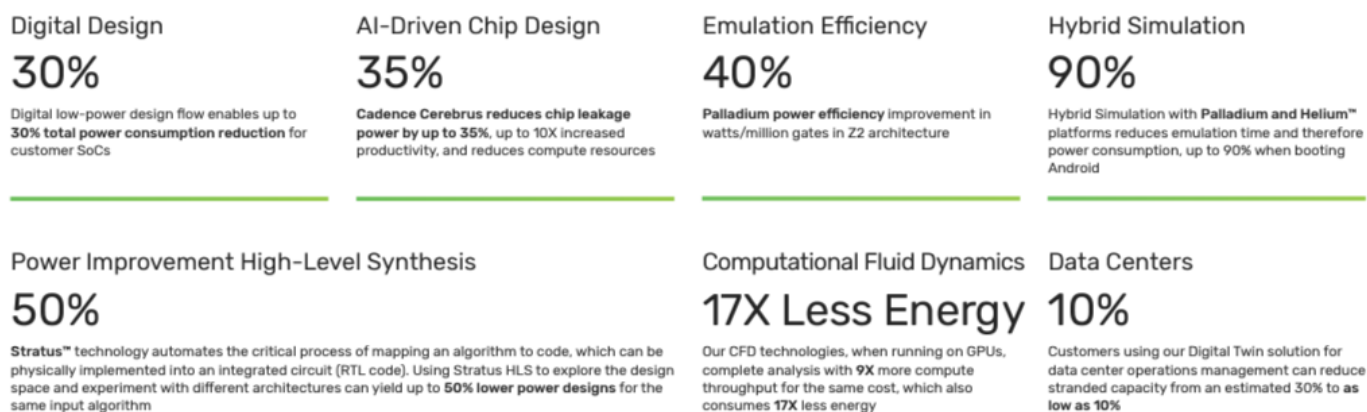 Digital Design
30%
Digital low-power design flow enables up to
30% total power consumption reduction for
customer SoCs
AI-Driven Chip Design
35%
Cadence Cerebrus reduces chip leakage
power by up to 35%, up to 10X increased
productivity, and reduces compute resources
Emulation Efficiency
40%
Palladium power efficiency improvement in
watts/million gates in Z2 architecture
Hybrid Simulation
90%
Hybrid Simulation with Palladium and Helium™
platforms reduces emulation time and therefore
power consumption, up to 90% when booting
Android
Power Improvement High-Level Synthesis
50%
Stratus™ technology automates the critical process of mapping an algorithm to code, which can be
physically implemented into an integrated circuit (RTL code). Using Stratus HLS to explore the design
space and experiment with different architectures can yield up to 50% lower power designs for the
same input algorithm
Computational Fluid Dynamics
17X Less Energy
Our CFD technologies, when running on GPUs,
complete analysis with 9X more compute
throughput for the same cost, which also
consumes 17X less energy
Data Centers
10%
Customers using our Digital Twin solution for
data center operations management can reduce
stranded capacity from an estimated 30% to as
low as 10%